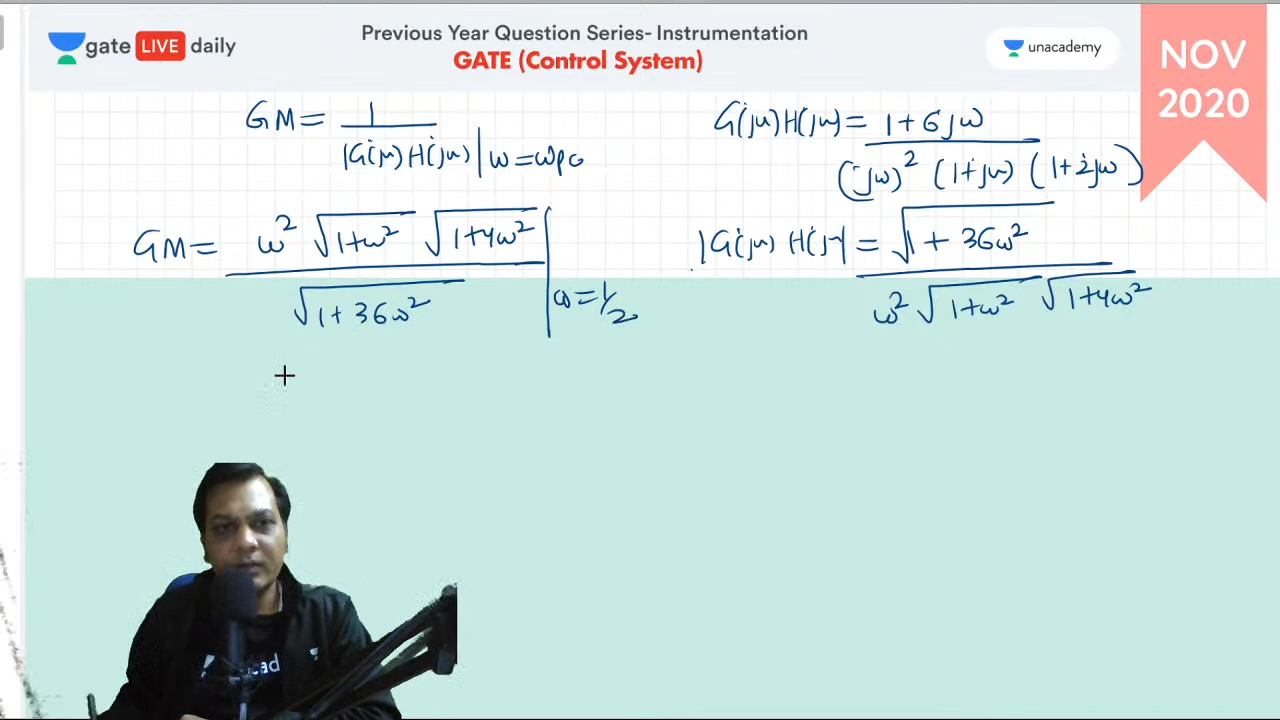 gate LIVE daily
Previous Year Question Series- Instrumentation
GATE (Control System)
unacademy
NOV
2020
GM = 1 / |G(jω)H(jω)| ω=ωpc
G(jω)H(jω) = 1+6jω / (jω)² (1+jω) (1+2jω)
GM = ω² √1+ω² √1+4ω² / √1+36ω² | ω=1/2
|G(jω) H(jω)| = √1+36ω² / ω² √1+ω² √1+4ω²